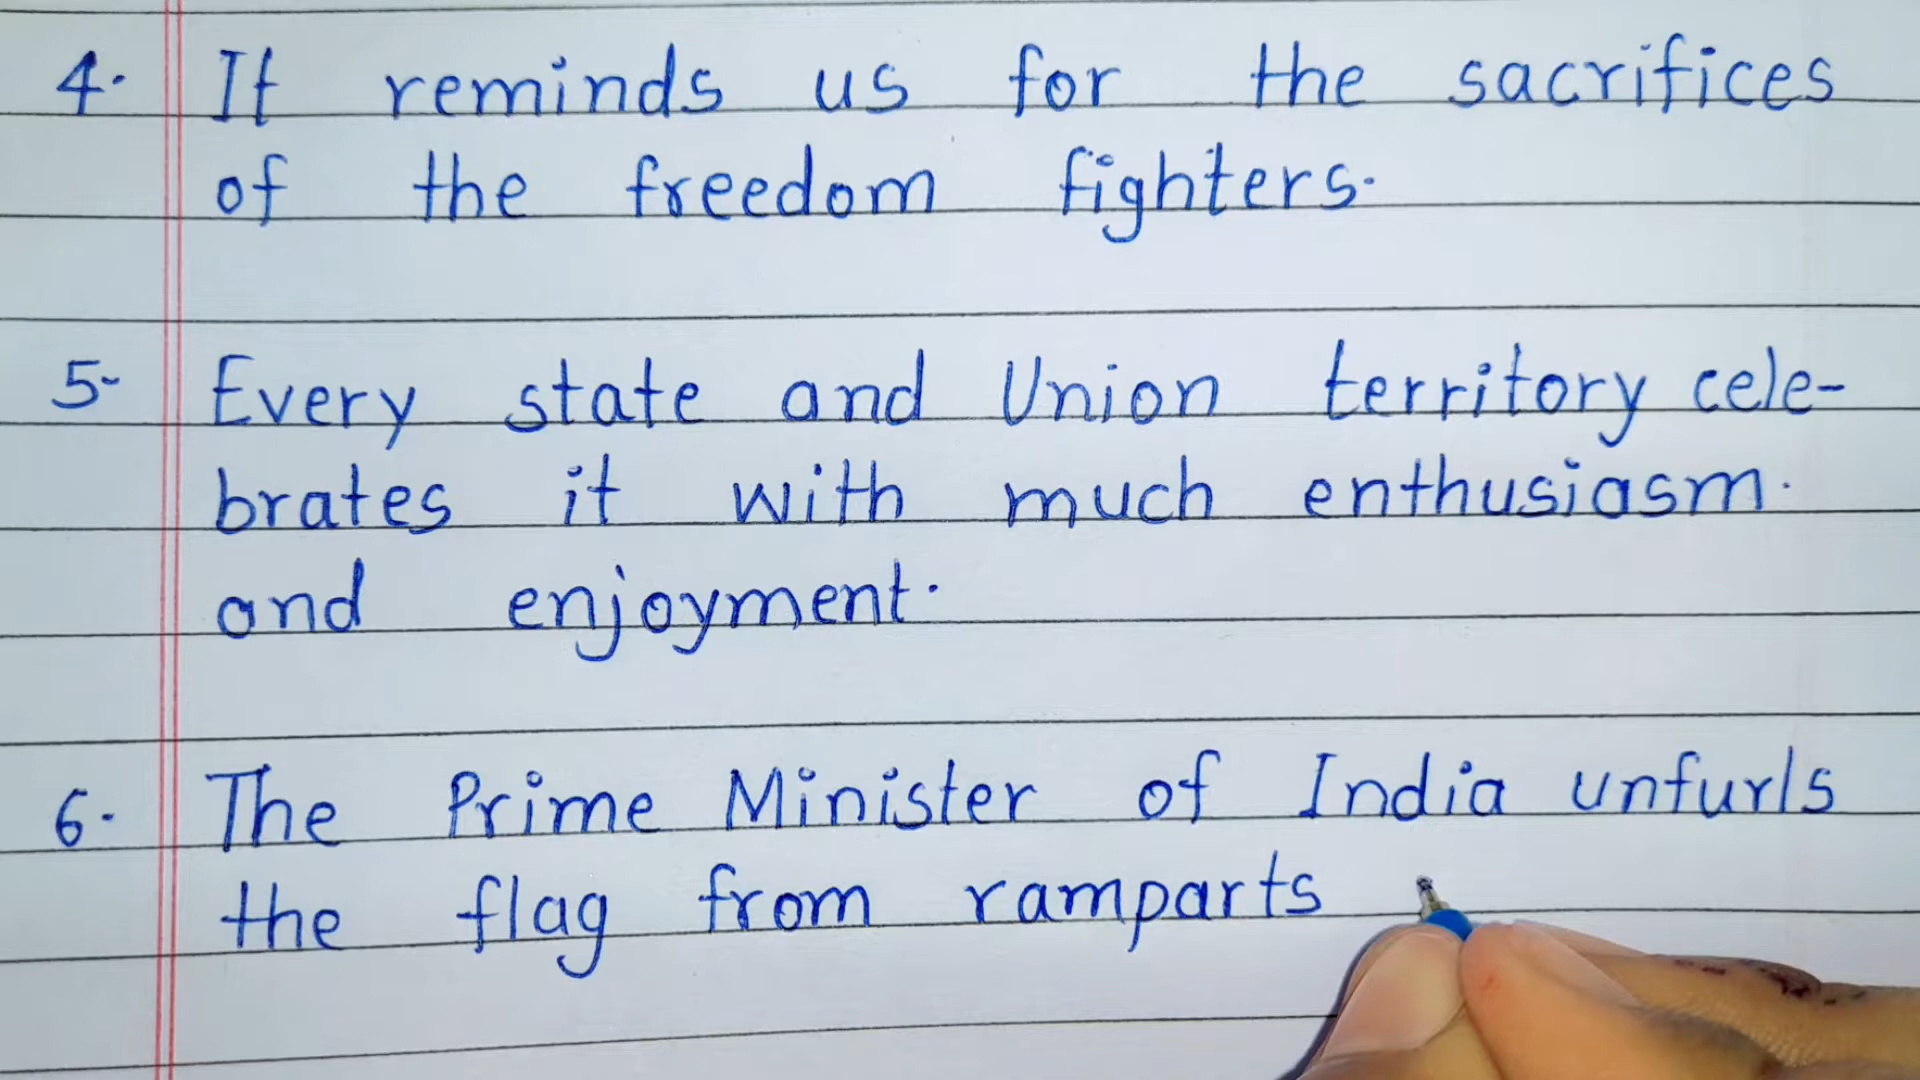 4. It reminds us for the sacrifices
of the freedom fighters.
5- Every state and Union territory cele-
brates it with much enthusiasm.
and enjoyment.
6. The Prime Minister of India unfurls
the flag from ramparts